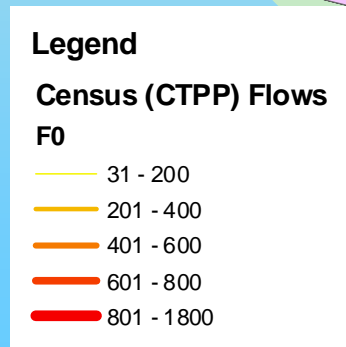 Legend
Census (CTPP) Flows
F0
31 - 200
201 - 400
401 - 600
601 - 800
801 - 1800